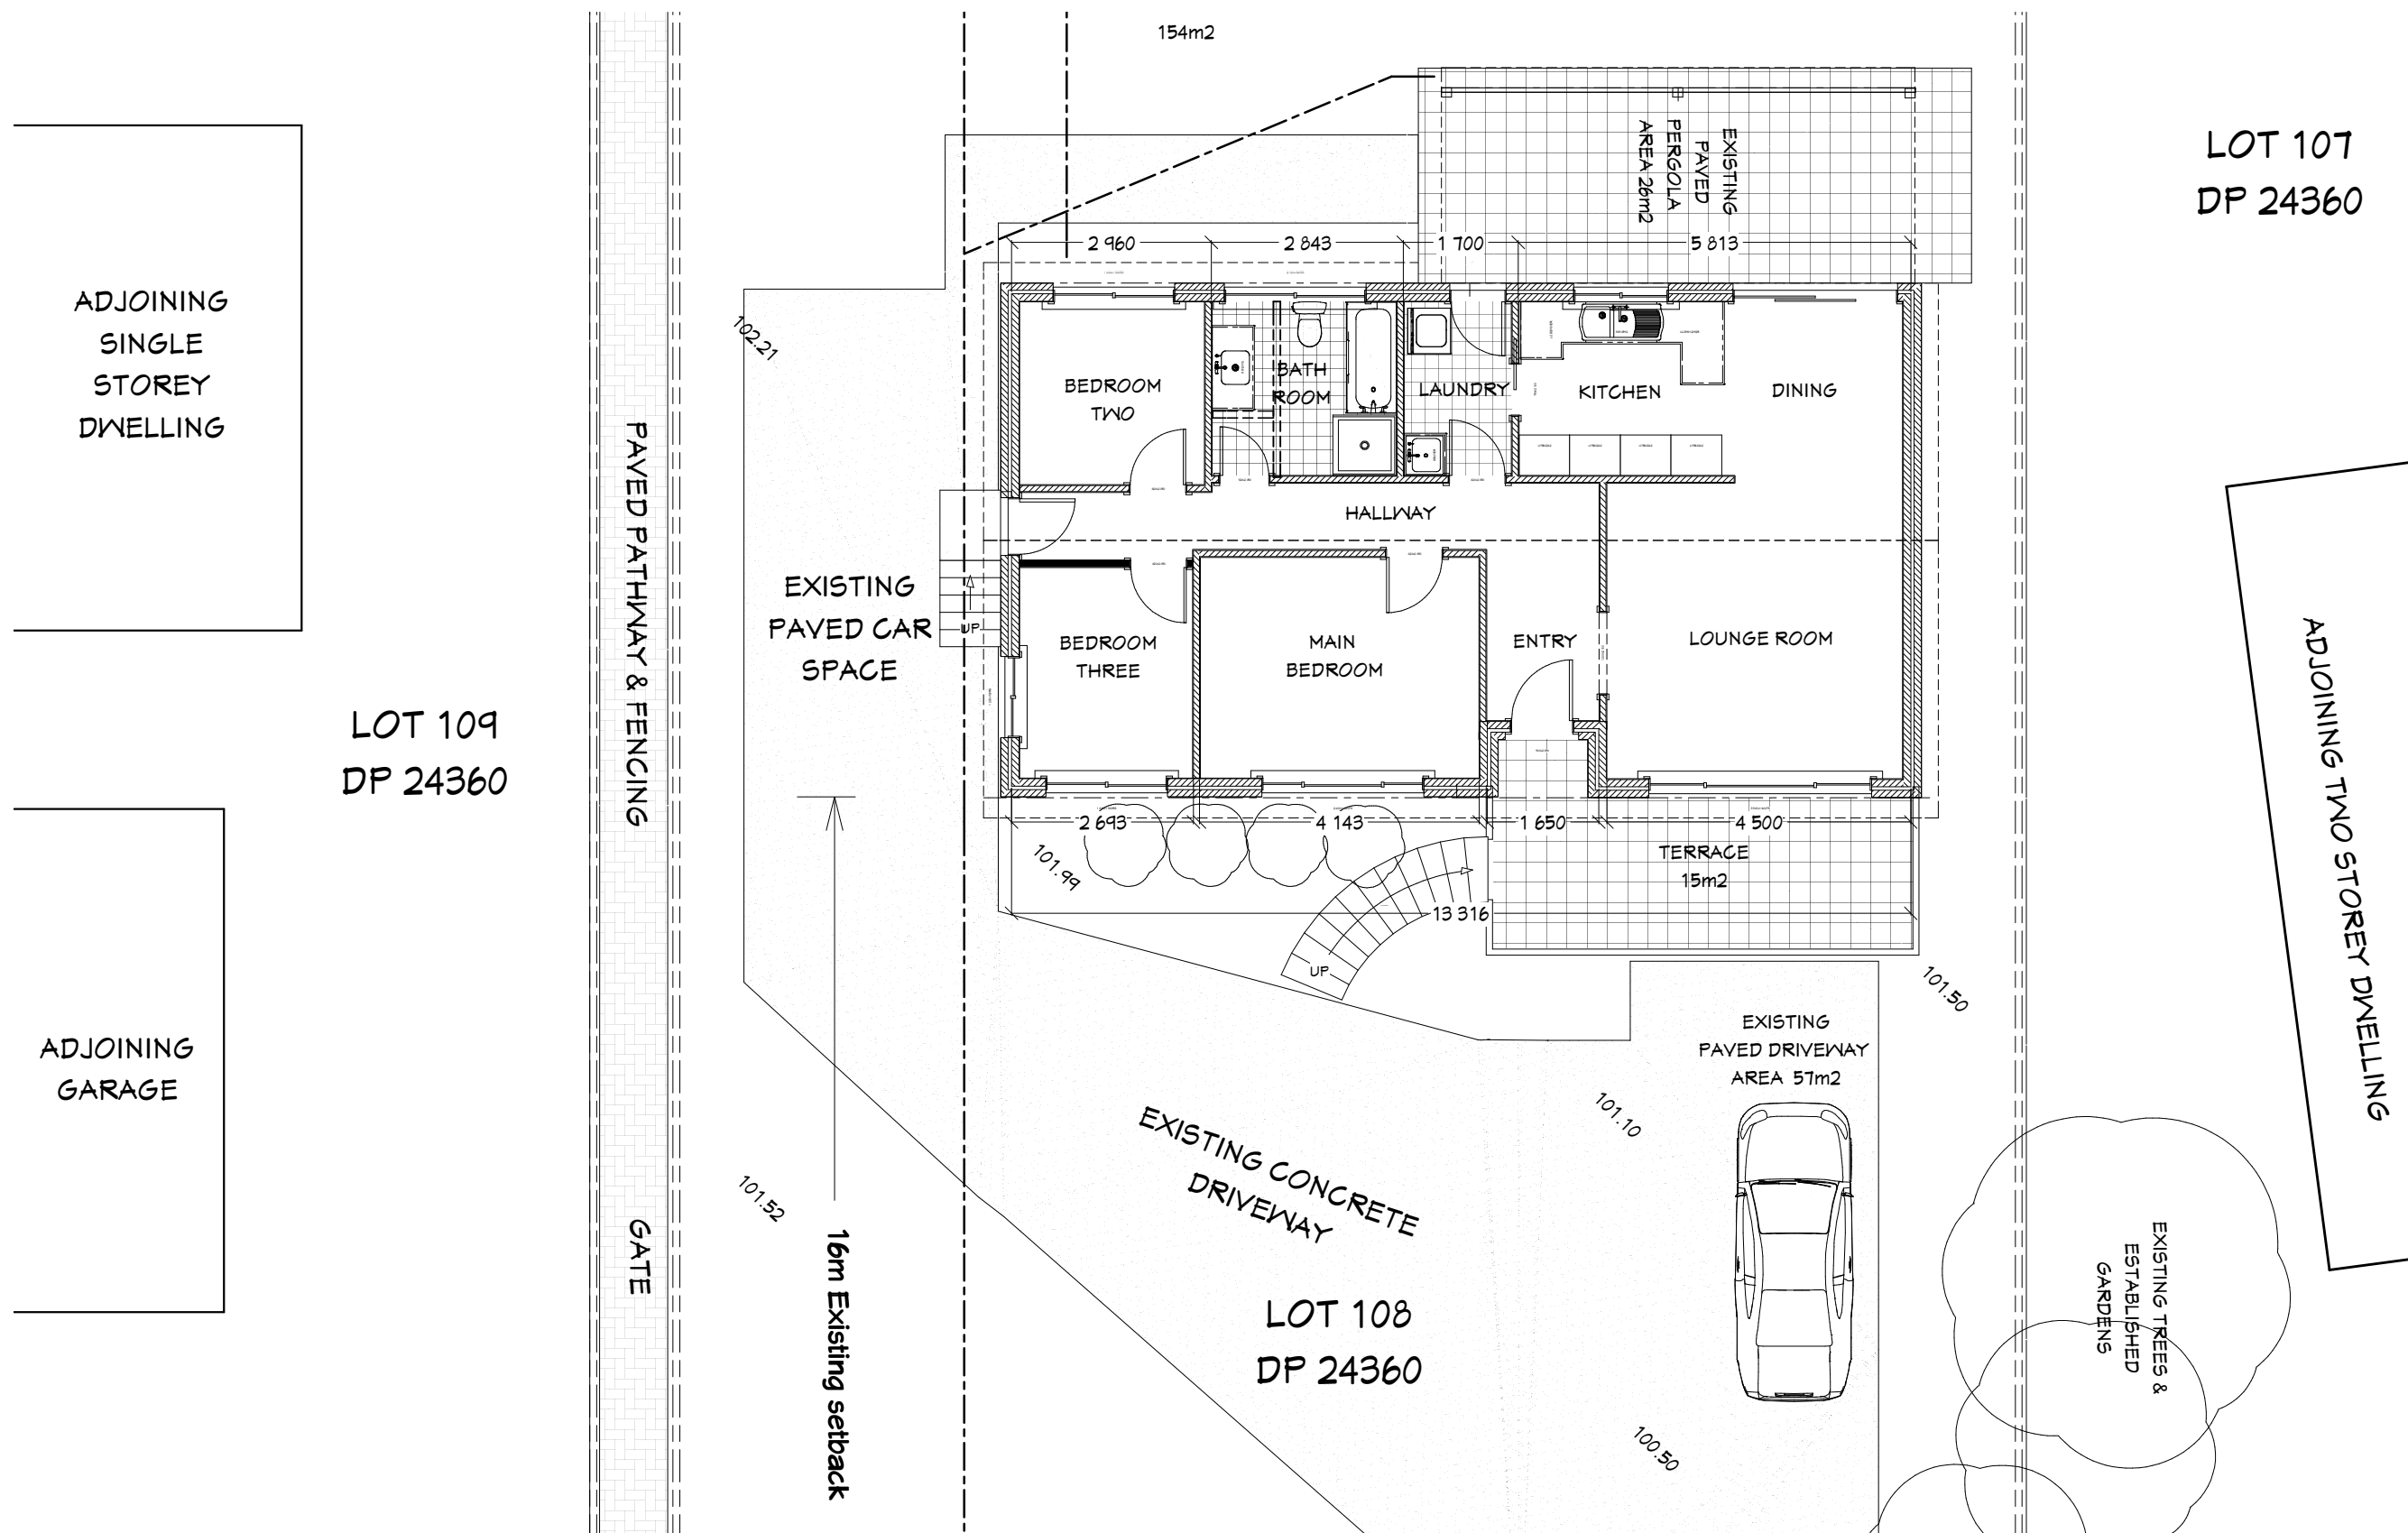 154m2
LOT 107
DP 24360
EXISTING
PAVED
PERGOLA
AREA 26m2
2 960
2 843
1 700
5 813
ADJOINING
SINGLE
STOREY
DWELLING
102.21
BEDROOM
TWO
BATH
ROOM
LAUNDRY
KITCHEN
DINING
PAVED PATHWAY & FENCING
HALLWAY
EXISTING
PAVED CAR
SPACE
UP
BEDROOM
THREE
MAIN
BEDROOM
ENTRY
LOUNGE ROOM
ADJOINING TWO STOREY DWELLING
LOT 109
DP 24360
2 693
4 143
1 650
4 500
101.99
TERRACE
15m2
13 316
UP
101.50
ADJOINING
GARAGE
EXISTING
PAVED DRIVEWAY
AREA 57m2
101.10
EXISTING CONCRETE
DRIVEWAY
101.52
GATE
16m Existing setback
LOT 108
DP 24360
EXISTING TREES &
ESTABLISHED
GARDENS
100.50